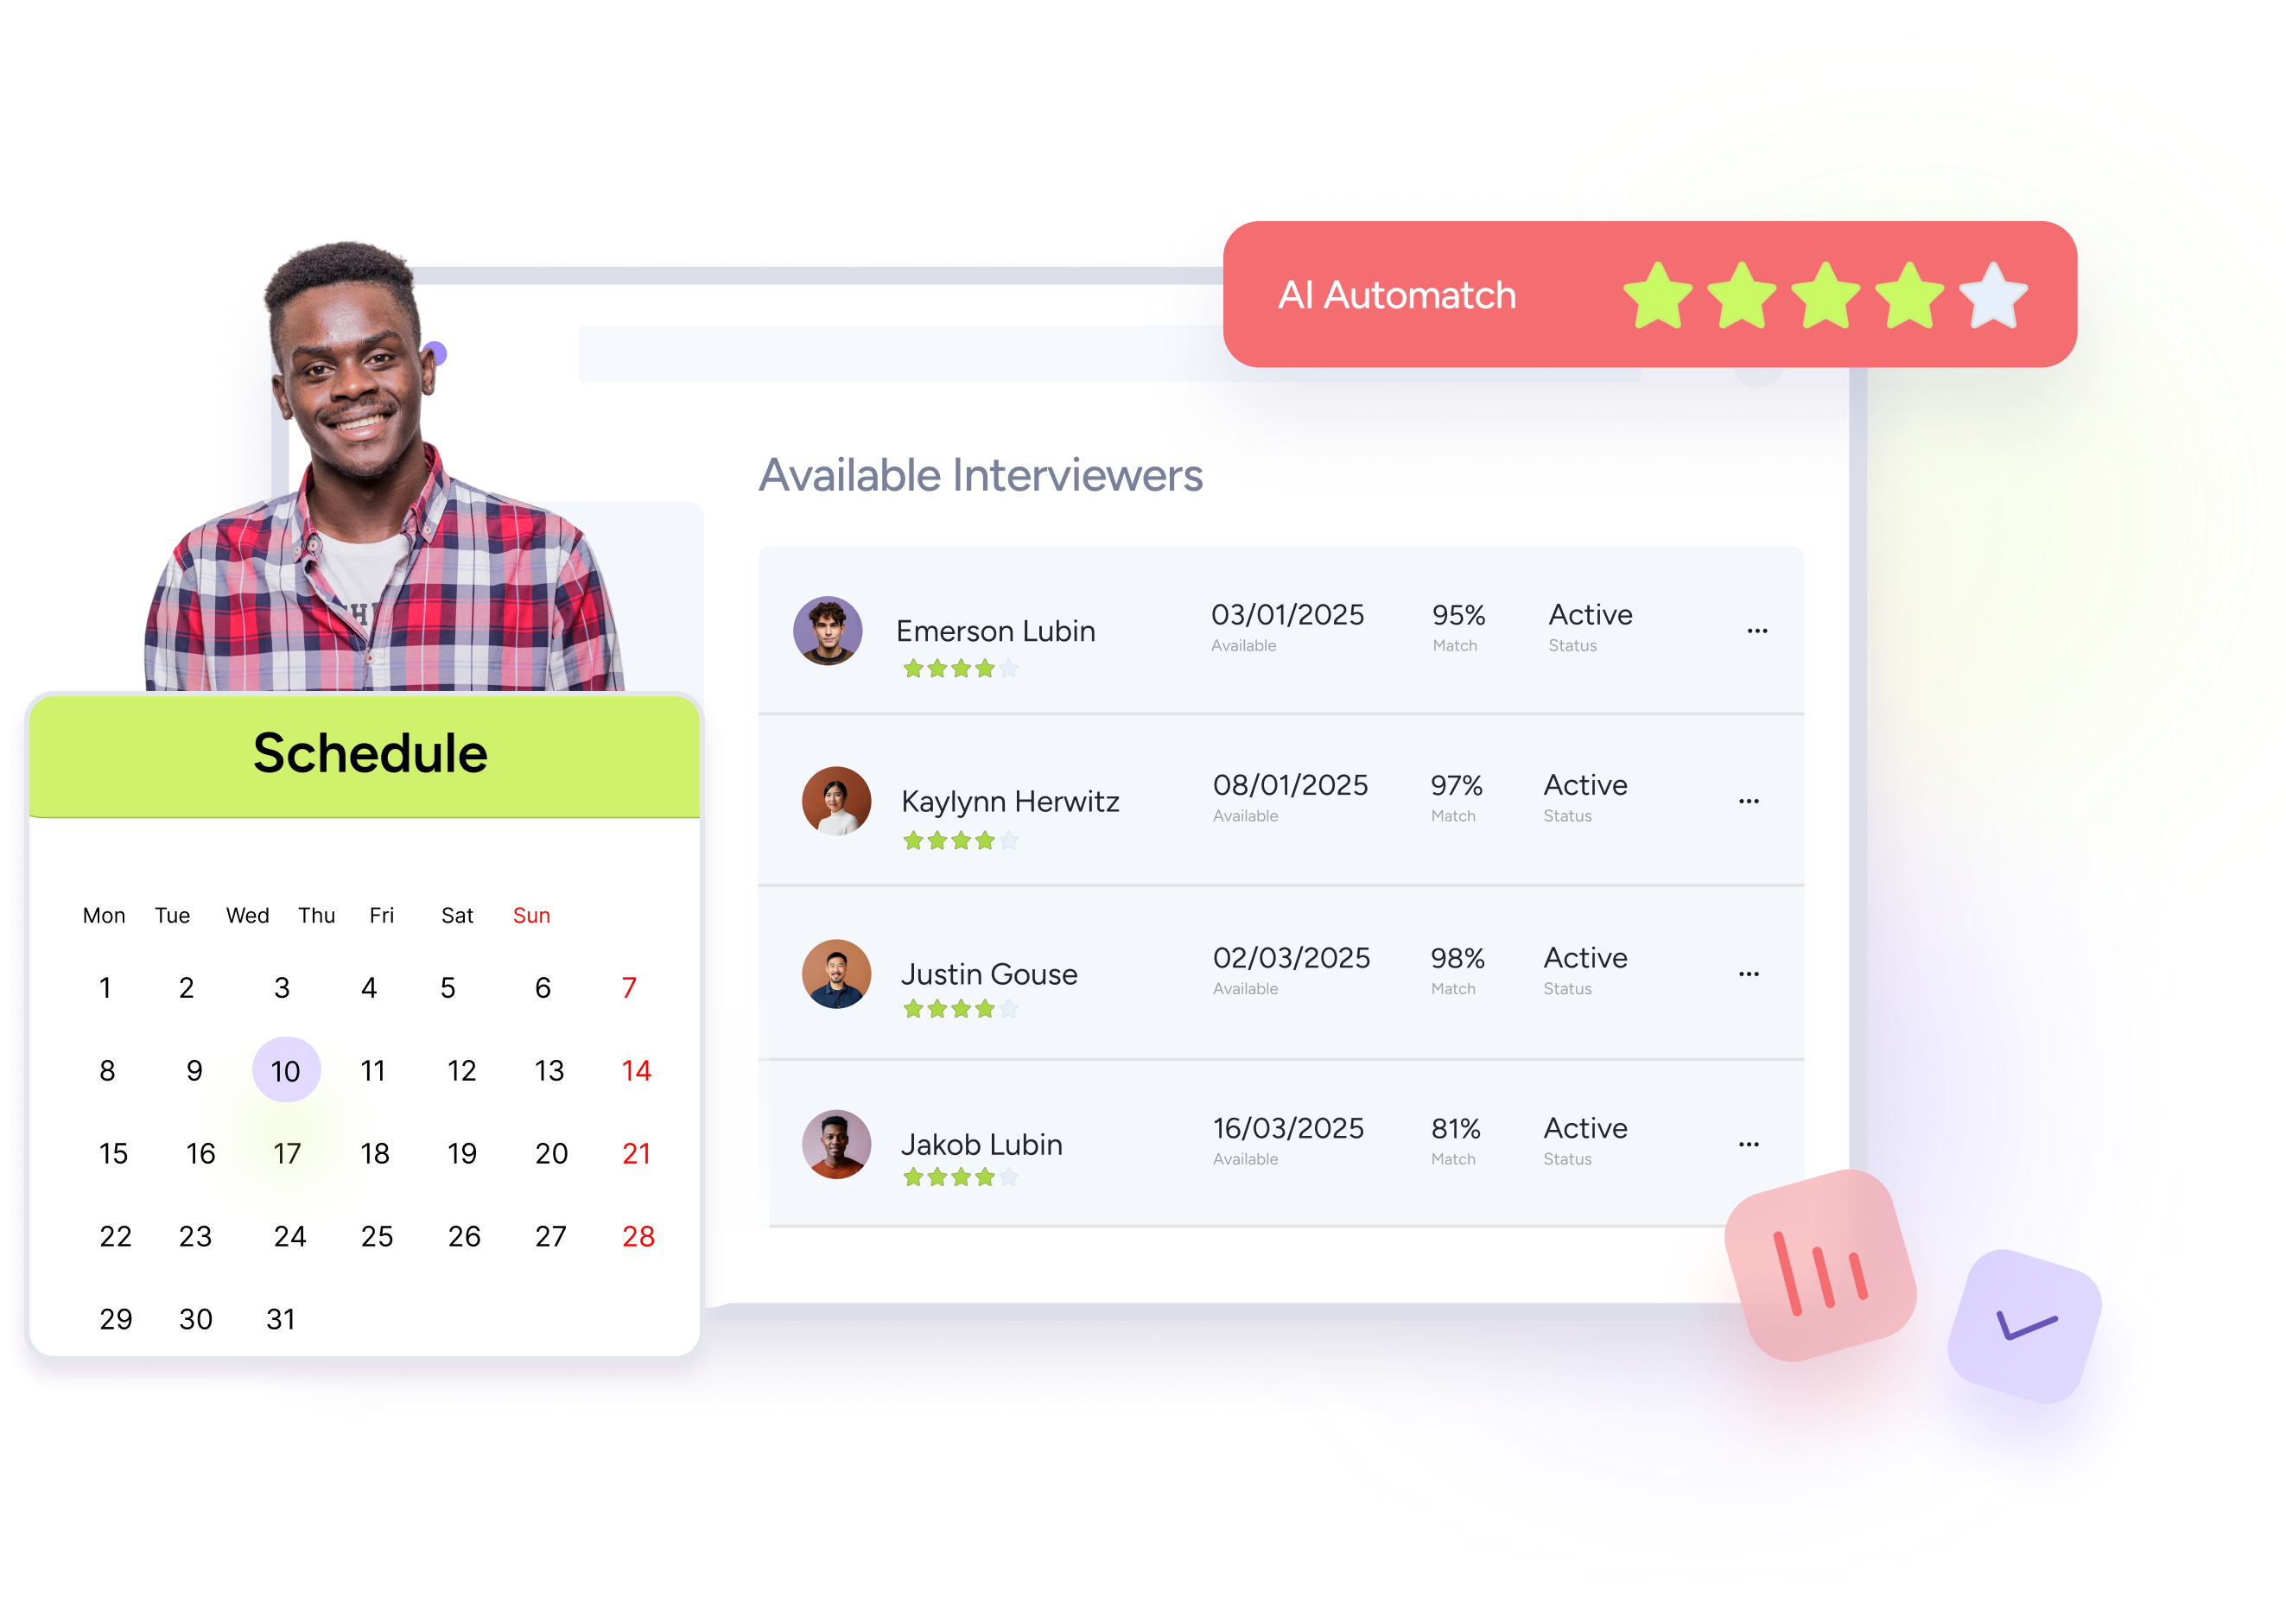 AI Automatch
Available Interviewers
Emerson Lubin
03/01/2025 95% Active
Available Match Status
Kaylynn Herwitz
08/01/2025 97% Active
Available Match Status
Justin Gouse
02/03/2025 98% Active
Available Match Status
Jakob Lubin
16/03/2025 81% Active
Available Match Status
Schedule
Mon Tue Wed Thu Fri Sat Sun
1 2 3 4 5 6 7
8 9 10 11 12 13 14
15 16 17 18 19 20 21
22 23 24 25 26 27 28
29 30 31